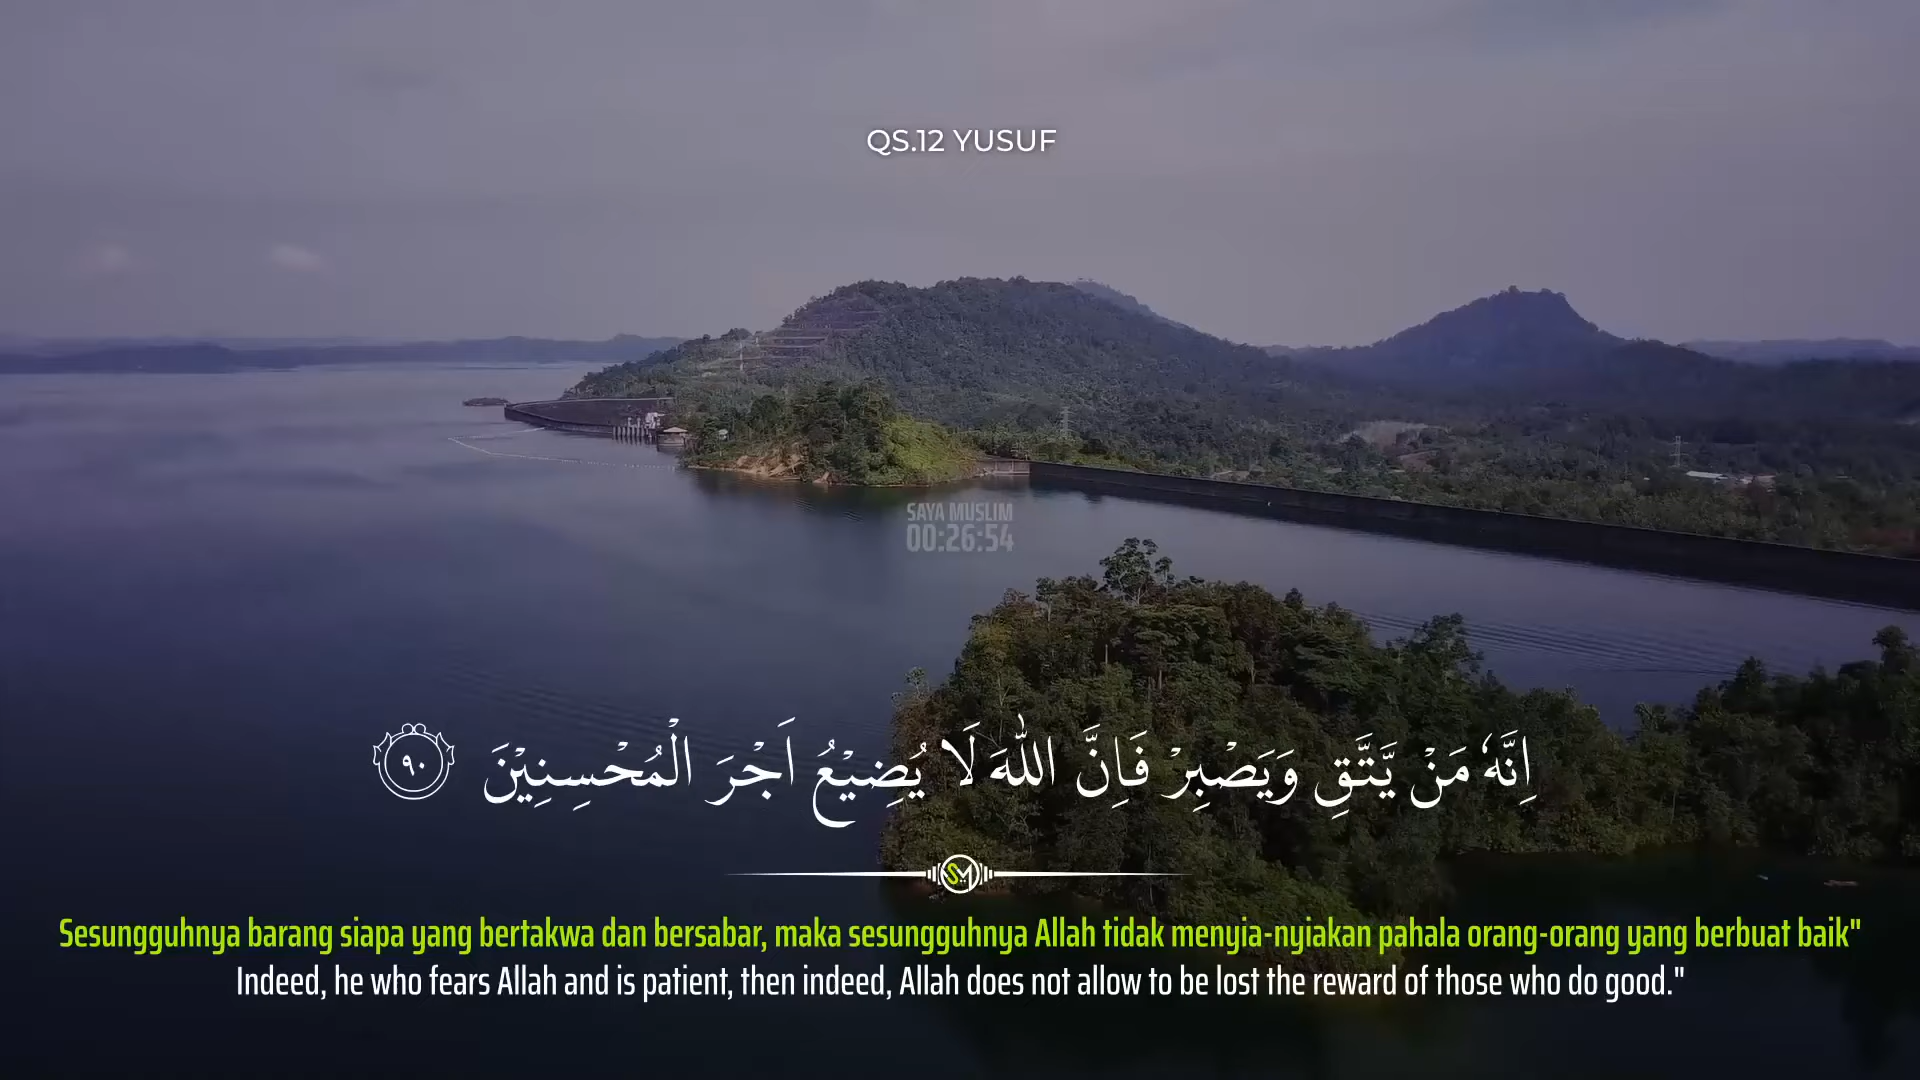 QS.12 YUSUF
SAYA MUSLIM
00:26:54
اِنَّهٗ مَنْ يَّتَّقِ وَيَصْبِرْ فَاِنَّ اللّٰهَ لَا يُضِيْعُ اَجْرَ الْمُحْسِنِيْنَ ٩٠
SM
Sesungguhnya barang siapa yang bertakwa dan bersabar, maka sesungguhnya Allah tidak menyia-nyiakan pahala orang-orang yang berbuat baik"
Indeed, he who fears Allah and is patient, then indeed, Allah does not allow to be lost the reward of those who do good."